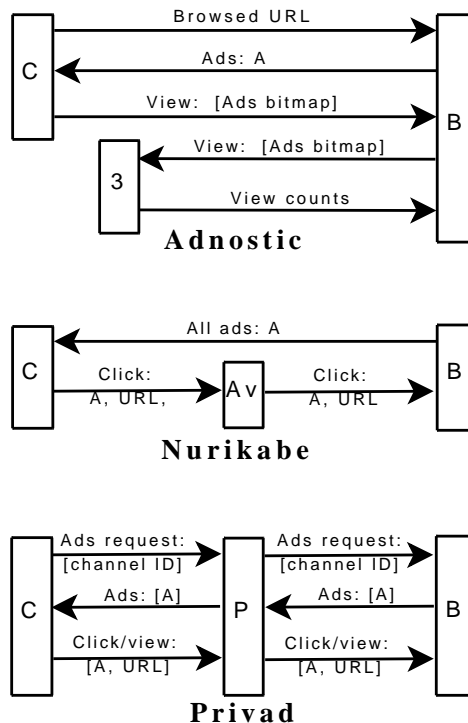 Browsed URL
C
Ads: A
View: [Ads bitmap]
B
View: [Ads bitmap]
3
View counts
Adnostic
All ads: A
C
Click:
A, URL,
Av
Click:
A, URL
B
Nurikabe
Ads request:
[channel ID]
Ads request:
[channel ID]
C
Ads: [A]
P
Ads: [A]
B
Click/view:
[A, URL]
Click/view:
[A, URL]
Privad